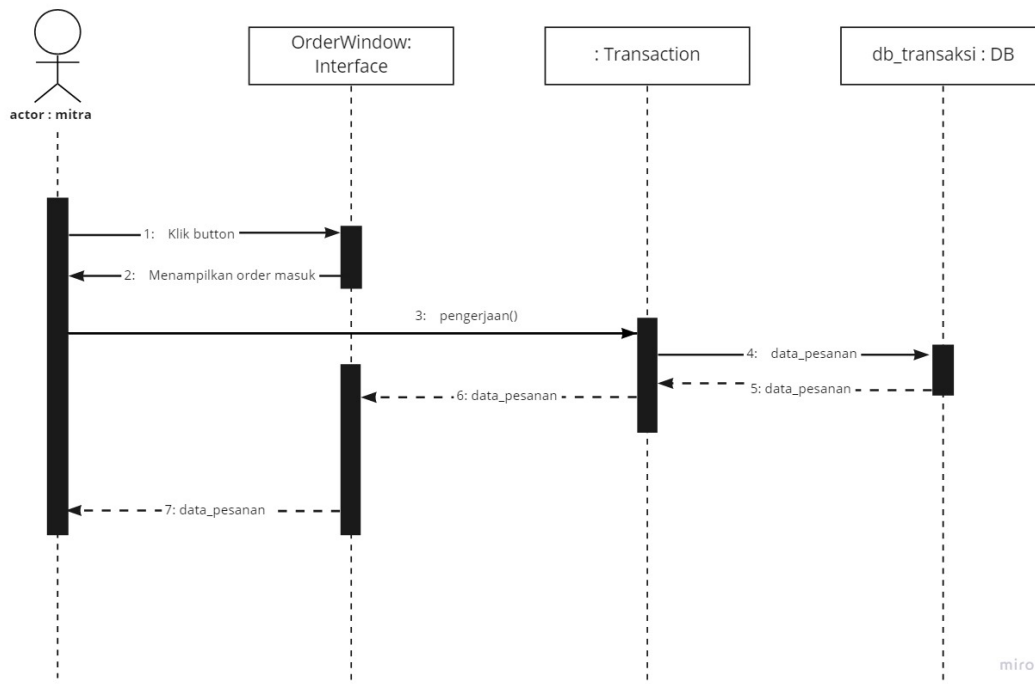 OrderWindow:
Interface
: Transaction
db_transaksi : DB
actor : mitra
1: Klik button
2: Menampilkan order masuk
3: pengerjaan()
4: data_pesanan
5: data_pesanan
6: data_pesanan
7: data_pesanan
miro